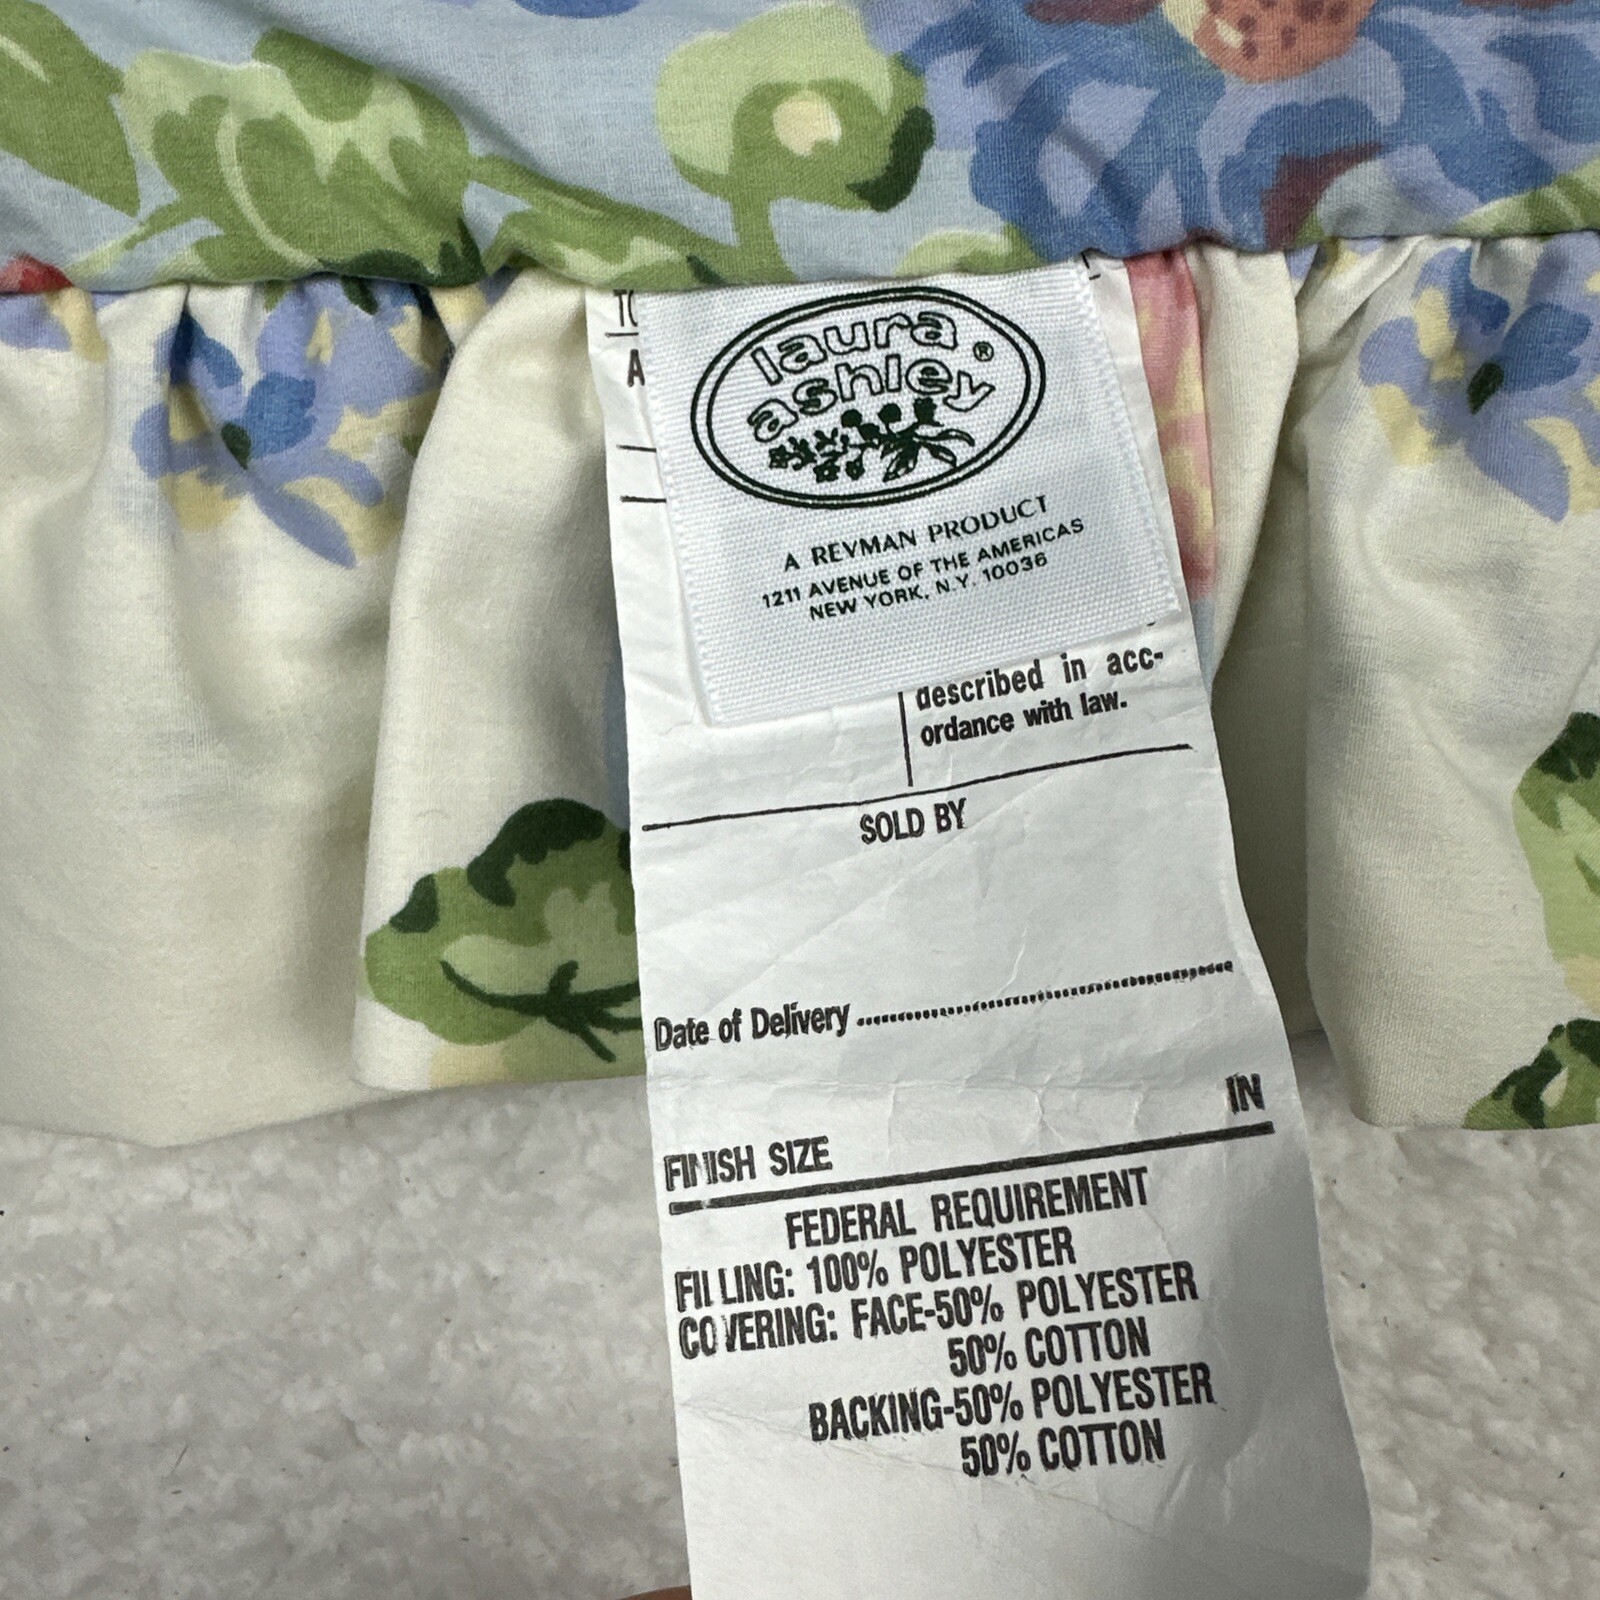 laura
ashley ®
A REVMAN PRODUCT
1211 AVENUE OF THE AMERICAS
NEW YORK, N.Y. 10036
described in acc-
ordance with law.
SOLD BY
Date of Delivery
IN
FINISH SIZE
FEDERAL REQUIREMENT
FILLING: 100% POLYESTER
COVERING: FACE-50% POLYESTER
50% COTTON
BACKING-50% POLYESTER
50% COTTON